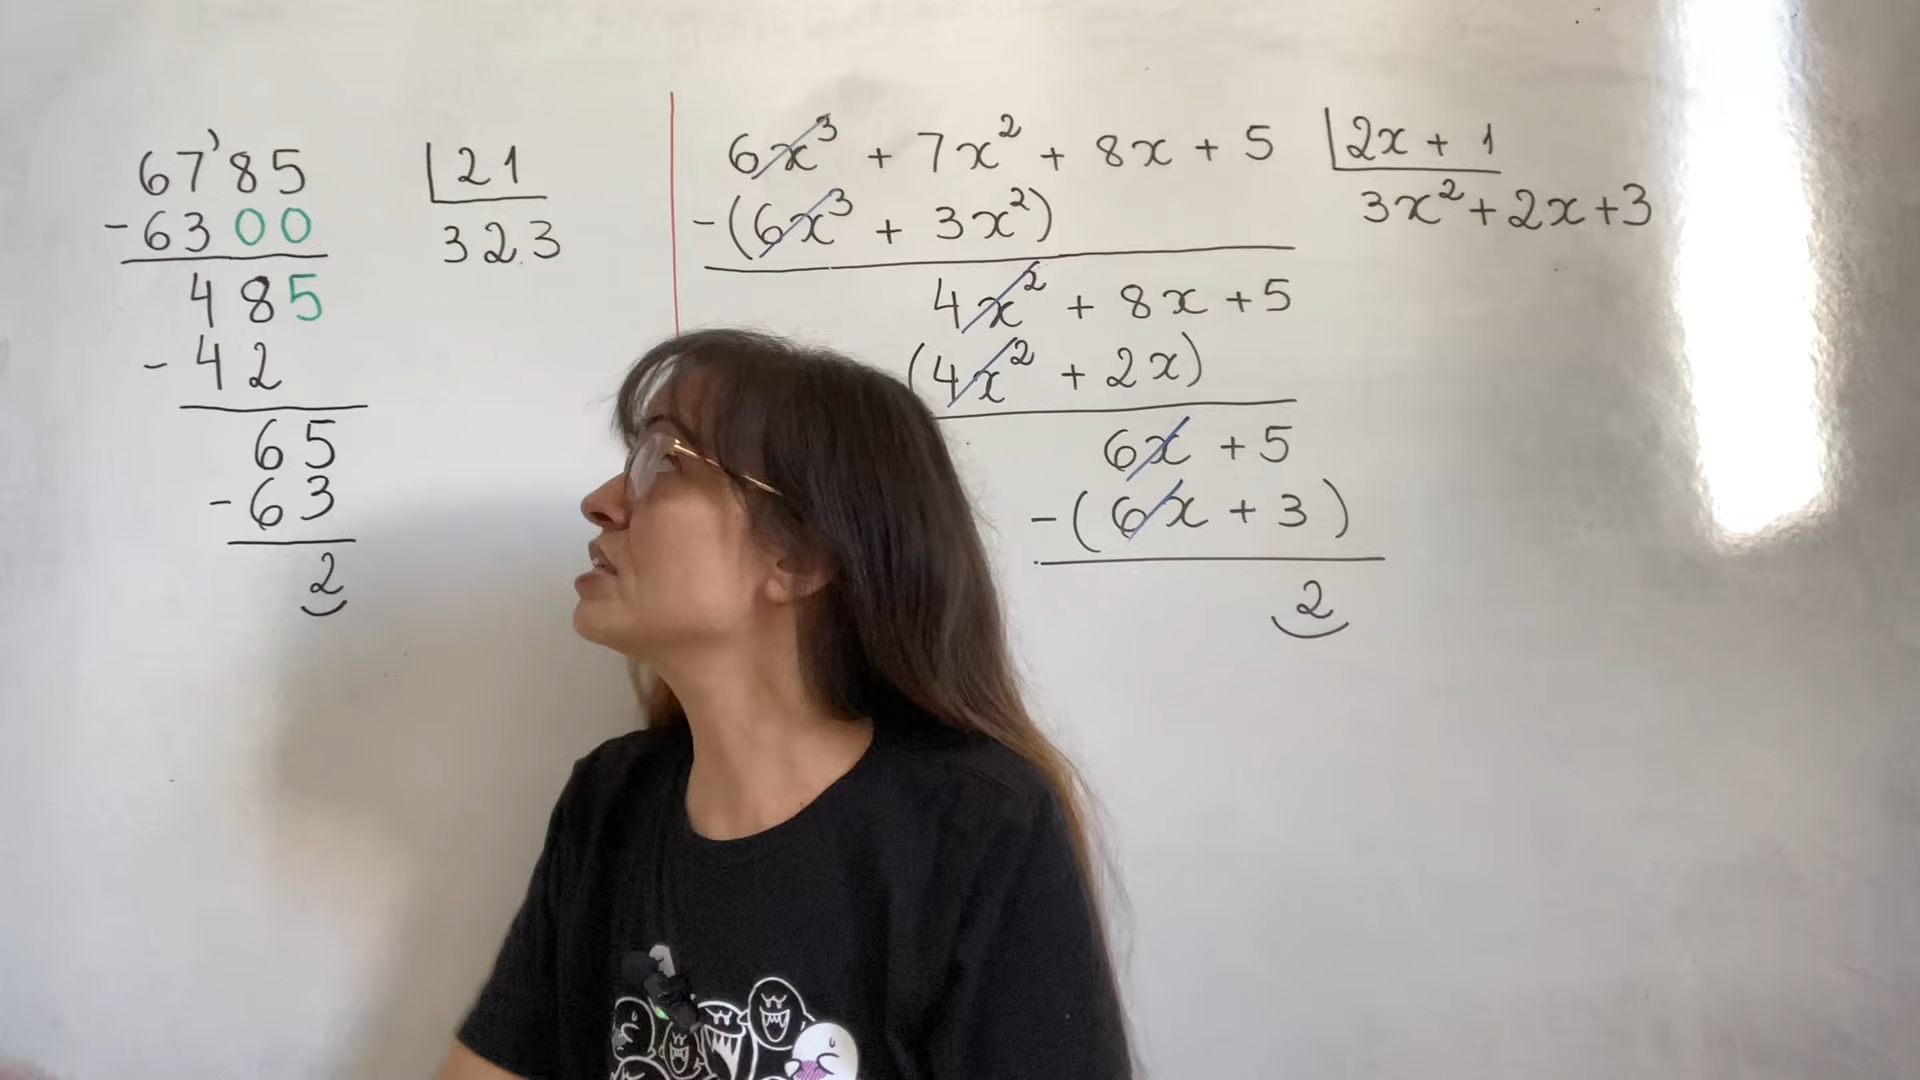 67'85 |21
-6300 323
485
-42
65
-63
2
6x³ + 7x² + 8x + 5 |2x + 1
-(6x³ + 3x²) 3x² + 2x + 3
4x² + 8x + 5
(4x² + 2x)
6x + 5
-(6x + 3)
2